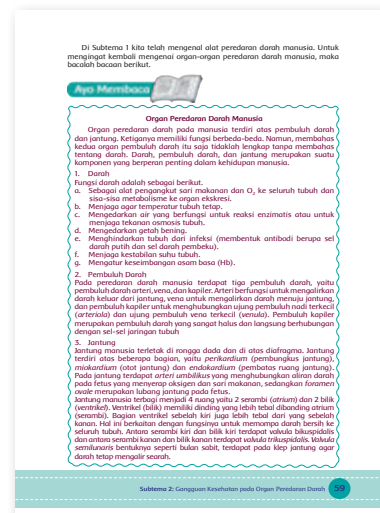 Di Subtema 1 kita telah mengenal alat peredaran darah manusia. Untuk
mengingat kembali mengenai organ-organ peredaran darah manusia, maka
bacalah bacaan berikut.
Ayo Membaca
Organ Peredaran Darah Manusia
Organ peredaran darah pada manusia terdiri atas pembuluh darah
dan jantung. Ketiganya memiliki fungsi berbeda-beda. Namun, membahas
kedua organ pembuluh darah itu saja tidaklah lengkap tanpa membahas
tentang darah. Darah, pembuluh darah, dan jantung merupakan suatu
komponen yang berperan penting dalam kehidupan manusia.
1. Darah
Fungsi darah adalah sebagai berikut.
a. Sebagai alat pengangkut sari makanan dan O₂ ke seluruh tubuh dan
sisa-sisa metabolisme ke organ ekskresi.
b. Menjaga agar temperatur tubuh tetap.
c. Mengedarkan air yang berfungsi untuk reaksi enzimatis atau untuk
menjaga tekanan osmosis tubuh.
d. Mengedarkan getah bening.
e. Menghindarkan tubuh dari infeksi (membentuk antibodi berupa sel
darah putih dan sel darah pembeku).
f. Menjaga kestabilan suhu tubuh.
g. Mengatur keseimbangan asam basa (Hb).
2. Pembuluh Darah
Pada peredaran darah manusia terdapat tiga pembuluh darah, yaitu
pembuluh darah arteri, vena, dan kapiler. Arteri berfungsi untuk mengalirkan
darah keluar dari jantung, vena untuk mengalirkan darah menuju jantung,
dan pembuluh kapiler untuk menghubungkan ujung pembuluh nadi terkecil
(arteriola) dan ujung pembuluh vena terkecil (venula). Pembuluh kapiler
merupakan pembuluh darah yang sangat halus dan langsung berhubungan
dengan sel-sel jaringan tubuh
3. Jantung
Jantung manusia terletak di rongga dada dan di atas diafragma. Jantung
terdiri atas beberapa bagian, yaitu perikardium (pembungkus jantung),
miokardium (otot jantung) dan endokardium (pembatas ruang jantung).
Pada jantung terdapat arteri umbilikus yang menghubungkan aliran darah
pada fetus yang menyerap oksigen dan sari makanan, sedangkan foramen
ovale merupakan lubang jantung pada fetus.
Jantung manusia terbagi menjadi 4 ruang yaitu 2 serambi (atrium) dan 2 bilik
(ventrikel). Ventrikel (bilik) memiliki dinding yang lebih tebal dibanding atrium
(serambi). Bagian ventrikel sebelah kiri juga lebih tebal dari yang sebelah
kanan. Hal ini berkaitan dengan fungsinya untuk memompa darah bersih ke
seluruh tubuh. Antara serambi kiri dan bilik kiri terdapat valvula bikuspidalis
dan antara serambi kanan dan bilik kanan terdapat valvula trikuspidalis. Valvula
semilunaris bentuknya seperti bulan sabit, terdapat pada klep jantung agar
darah tetap mengalir searah.
Subtema 2: Gangguan Kesehatan pada Organ Peredaran Darah 59